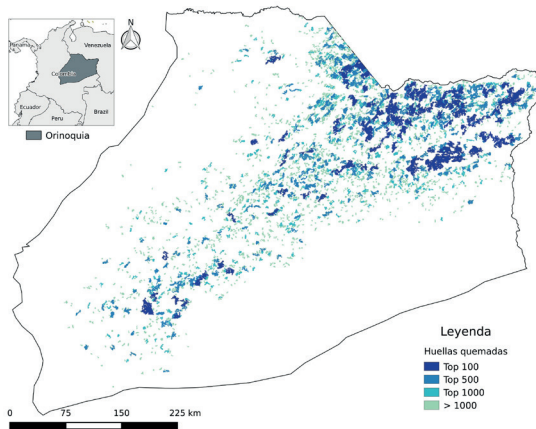 N
Panama
Venezuela
Colombia
Ecuador
Peru
Brazil
Orinoquia
Leyenda
Huellas quemadas
Top 100
Top 500
Top 1000
> 1000
0 75 150 225 km